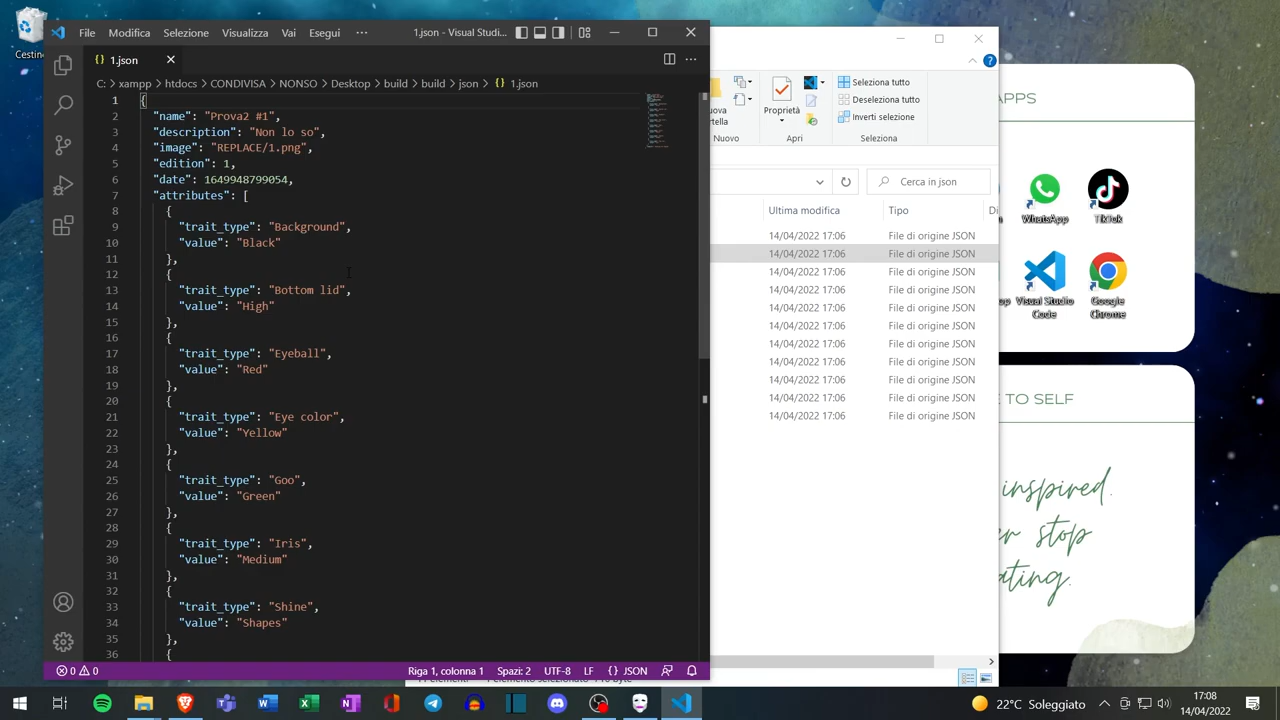 Cestino
File Modifica Selezione Visualizza Vai Esegui ··· 1.json - Visual Studi...
1.json
C: > xampp > htdocs > CONDIVISA > NONSO > Desktop > build > build > json > {} 1.json
1 {
2 "name": "Prova2 #1",
3 "description": "Non lo so",
4 "image": "REPLACE/1.png",
5 "edition": 1,
6 "date": 1649948799054,
7 "attributes": [
8 {
9 "trait_type": "Background",
10 "value": "Black"
11 },
12 {
13 "trait_type": "Bottom lid",
14 "value": "High"
15 },
16 {
17 "trait_type": "Eyeball",
18 "value": "Red"
19 },
20 {
21 "trait_type": "Eye color",
22 "value": "Yellow"
23 },
24 {
25 "trait_type": "Goo",
26 "value": "Green"
27 },
28 {
29 "trait_type": "Iris",
30 "value": "Medium"
31 },
32 {
33 "trait_type": "Shine",
34 "value": "Shapes"
35 },
36 {
0 0 Riga 1, colonna 1 Spazi: 2 UTF-8 LF {} JSON
Proprietà
Seleziona tutto
Deseleziona tutto
Inverti selezione
Nuovo Apri Seleziona
Cerca in json
Ultima modifica Tipo
14/04/2022 17:06 File di origine JSON
14/04/2022 17:06 File di origine JSON
14/04/2022 17:06 File di origine JSON
14/04/2022 17:06 File di origine JSON
14/04/2022 17:06 File di origine JSON
14/04/2022 17:06 File di origine JSON
14/04/2022 17:06 File di origine JSON
14/04/2022 17:06 File di origine JSON
14/04/2022 17:06 File di origine JSON
14/04/2022 17:06 File di origine JSON
14/04/2022 17:06 File di origine JSON
APPS
WhatsApp TikTok
Visual Studio Code
Google Chrome
TO SELF
inspired.
stop
22°C Soleggiato
17:08
14/04/2022